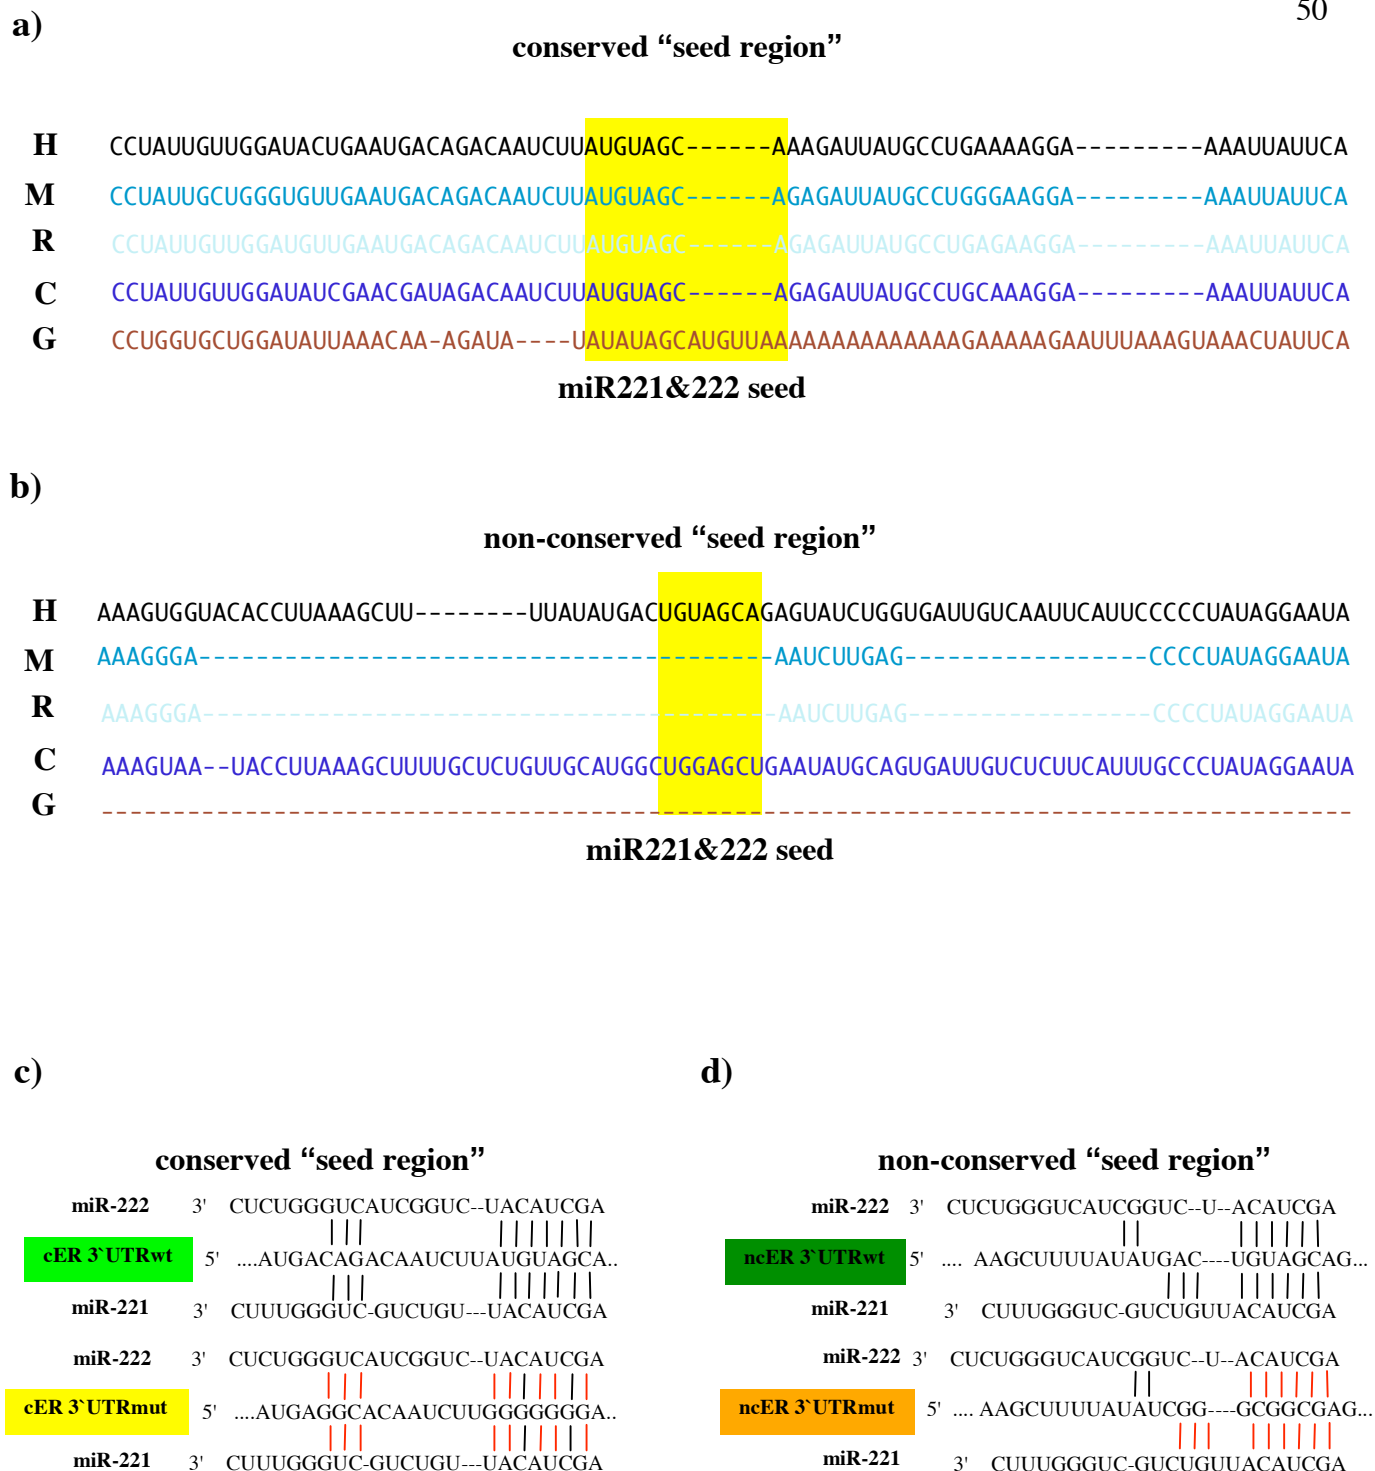 50
a)
conserved “seed region”
H CCUAUUGUUGGAUACUGAAUGACAGACAAUCUUAUGUAGC------AAAGAUUAUGCCUGAAAAGGA---------AAAUUAUUCA
M CCUAUUGCUGGGUGUUGAAUGACAGACAAUCUUAUGUAGC------AGAGAUUAUGCCUGGGAAGGA---------AAAUUAUUCA
R CCUAUUGUUGGAUGUUGAAUGACAGACAAUCUUAUGUAGC------AGAGAUUAUGCCUGAGAAGGA---------AAAUUAUUCA
C CCUAUUGUUGGAUAUCGAACGAUAGACAAUCUUAUGUAGC------AGAGAUUAUGCCUGCAAAGGA---------AAAUUAUUCA
G CCUGGUGCUGGAUAUUAAACAA-AGAUA----UAUAUAGCAUGUUAAAAAAAAAAAAAAGAAAAAGAAUUUAAAGUAAACUAUUCA
miR221&222 seed
b)
non-conserved “seed region”
H AAAGUGGUACACCUUAAAGCUU--------UUAUAUGACUGUAGCAGAGUAUCUGGUGAUUGUCAAUUCAUUCCCCCUAUAGGAAUA
M AAAGGGA----------------------------------------AAUCUUGAG-----------------CCCCUAUAGGAAUA
R AAAGGGA----------------------------------------AAUCUUGAG-----------------CCCCUAUAGGAAUA
C AAAGUAA--UACCUUAAAGCUUUUGCUCUGUUGCAUGGCUGGAGCUGAAUAUGCAGUGAUUGUCUCUUCAUUUGCCCUAUAGGAAUA
G ---------------------------------------------------------------------------------------
miR221&222 seed
c)
conserved “seed region”
miR-222 3' CUCUGGGUCAUCGGUC--UACAUCGA
cER 3`UTRwt 5' ....AUGACAGACAAUCUUAUGUAGCA..
miR-221 3' CUUUGGGUC-GUCUGU---UACAUCGA
miR-222 3' CUCUGGGUCAUCGGUC--UACAUCGA
cER 3`UTRmut 5' ....AUGAGGCACAAUCUUGGGGGGGA..
miR-221 3' CUUUGGGUC-GUCUGU---UACAUCGA
d)
non-conserved “seed region”
miR-222 3' CUCUGGGUCAUCGGUC--U--ACAUCGA
ncER 3`UTRwt 5' .... AAGCUUUUAUAUGAC----UGUAGCAG...
miR-221 3' CUUUGGGUC-GUCUGUUACAUCGA
miR-222 3' CUCUGGGUCAUCGGUC--U--ACAUCGA
ncER 3`UTRmut 5' .... AAGCUUUUAUAUCGG----GCGGCGAG...
miR-221 3' CUUUGGGUC-GUCUGUUACAUCGA